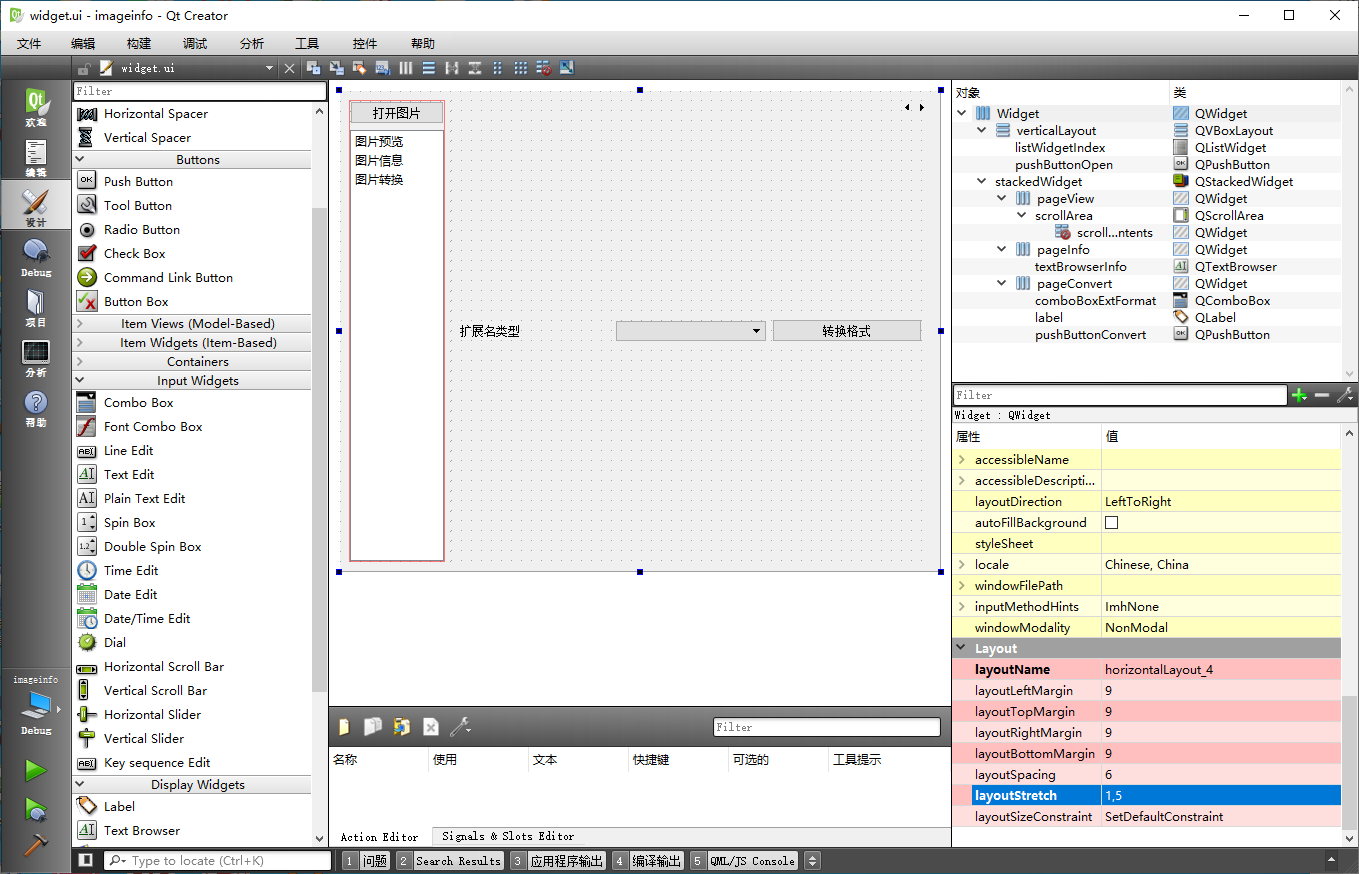 widget.ui - imageinfo - Qt Creator
文件 编辑 构建 调试 分析 工具 控件 帮助
widget.ui
欢迎
编辑
设计
Debug
项目
分析
帮助
imageinfo
Debug
Filter
Horizontal Spacer
Vertical Spacer
Buttons
Push Button
Tool Button
Radio Button
Check Box
Command Link Button
Button Box
Item Views (Model-Based)
Item Widgets (Item-Based)
Containers
Input Widgets
Combo Box
Font Combo Box
Line Edit
Text Edit
Plain Text Edit
Spin Box
Double Spin Box
Time Edit
Date Edit
Date/Time Edit
Dial
Horizontal Scroll Bar
Vertical Scroll Bar
Horizontal Slider
Vertical Slider
Key sequence Edit
Display Widgets
Label
Text Browser
打开图片
图片预览
图片信息
图片转换
扩展名类型 转换格式
Filter
名称 使用 文本 快捷键 可选的 工具提示
Action Editor Signals & Slots Editor
对象 类
Widget QWidget
verticalLayout QVBoxLayout
listWidgetIndex QListWidget
pushButtonOpen QPushButton
stackedWidget QStackedWidget
pageView QWidget
scrollArea QScrollArea
scroll...ntents QWidget
pageInfo QWidget
textBrowserInfo QTextBrowser
pageConvert QWidget
comboBoxExtFormat QComboBox
label QLabel
pushButtonConvert QPushButton
Filter
Widget : QWidget
属性 值
accessibleName
accessibleDescripti...
layoutDirection LeftToRight
autoFillBackground
styleSheet
locale Chinese, China
windowFilePath
inputMethodHints ImhNone
windowModality NonModal
Layout
layoutName horizontalLayout_4
layoutLeftMargin 9
layoutTopMargin 9
layoutRightMargin 9
layoutBottomMargin 9
layoutSpacing 6
layoutStretch 1,5
layoutSizeConstraint SetDefaultConstraint
Type to locate (Ctrl+K) 1 问题 2 Search Results 3 应用程序输出 4 编译输出 5 QML/JS Console